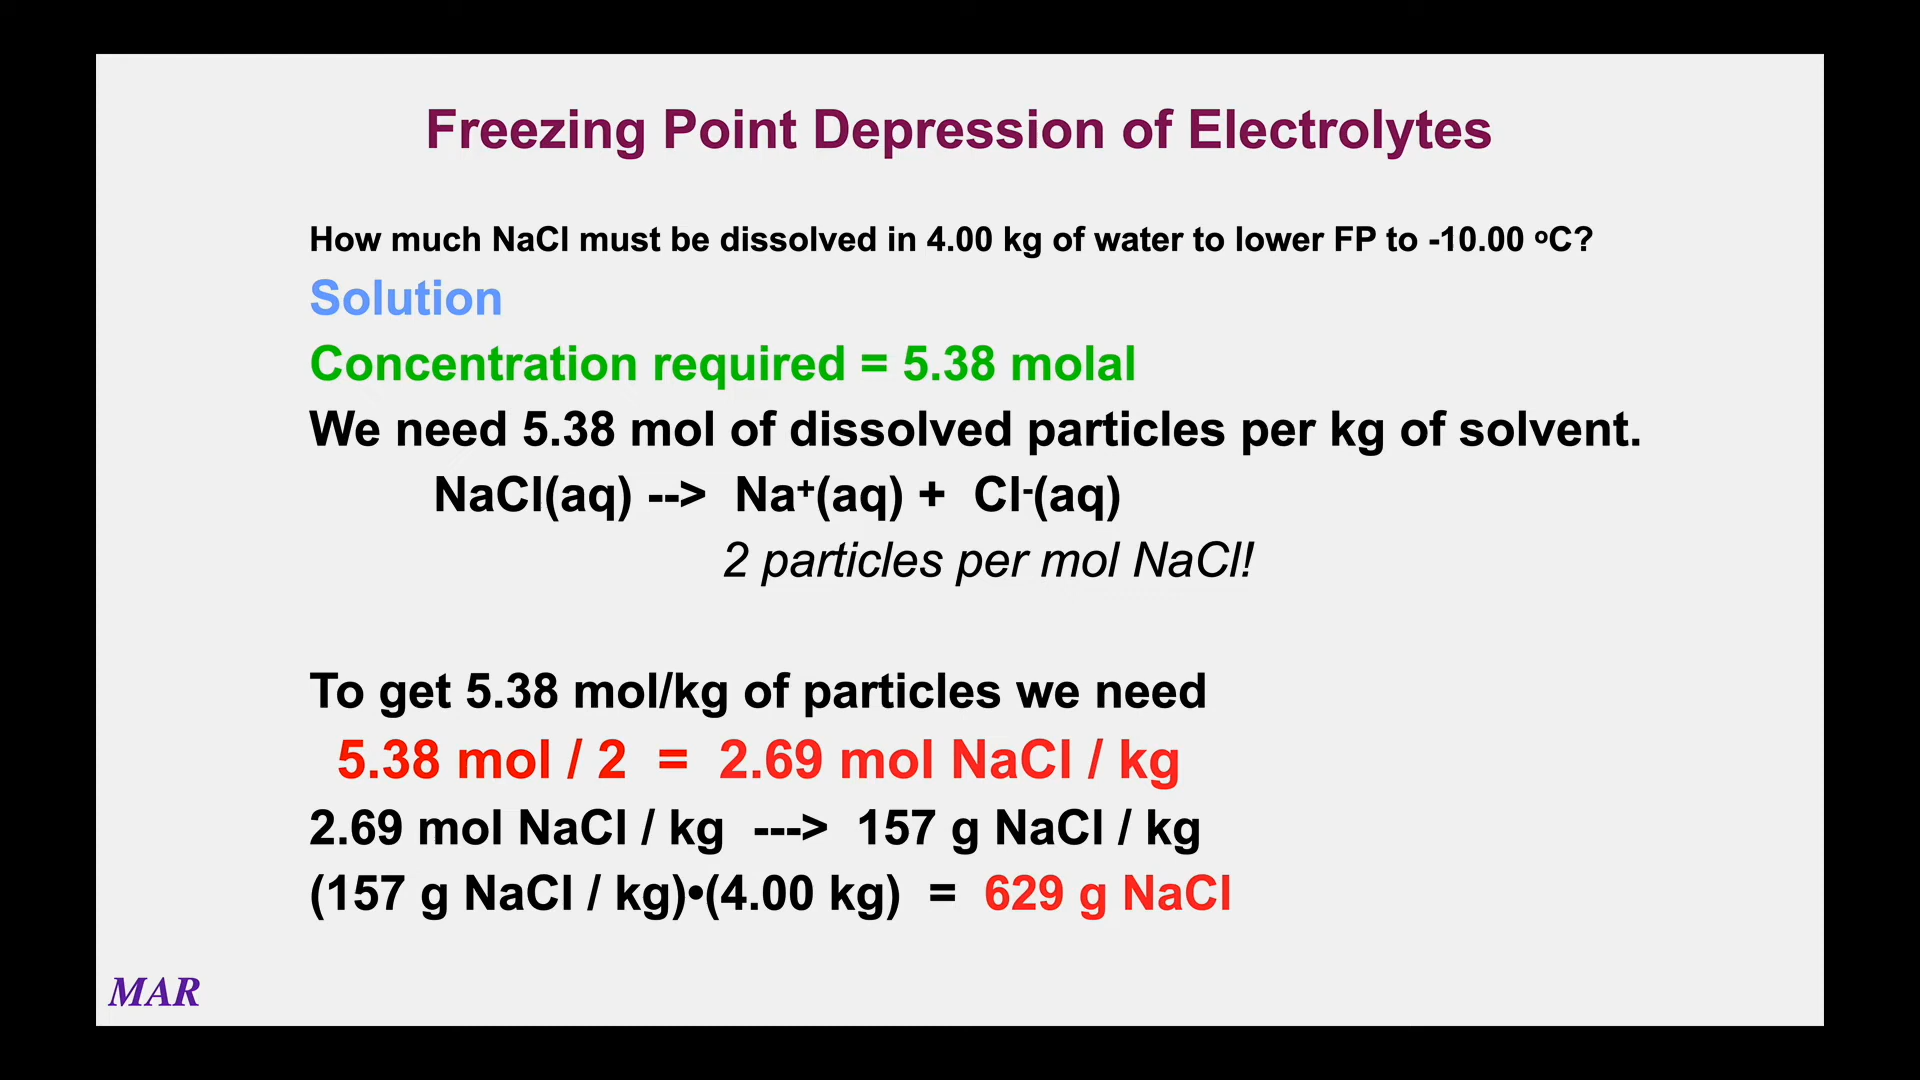 Freezing Point Depression of Electrolytes
How much NaCl must be dissolved in 4.00 kg of water to lower FP to -10.00 ºC?
Solution
Concentration required = 5.38 molal
We need 5.38 mol of dissolved particles per kg of solvent.
NaCl(aq) --> Na⁺(aq) + Cl⁻(aq)
2 particles per mol NaCl!
To get 5.38 mol/kg of particles we need
5.38 mol / 2 = 2.69 mol NaCl / kg
2.69 mol NaCl / kg ---> 157 g NaCl / kg
(157 g NaCl / kg)•(4.00 kg) = 629 g NaCl
MAR